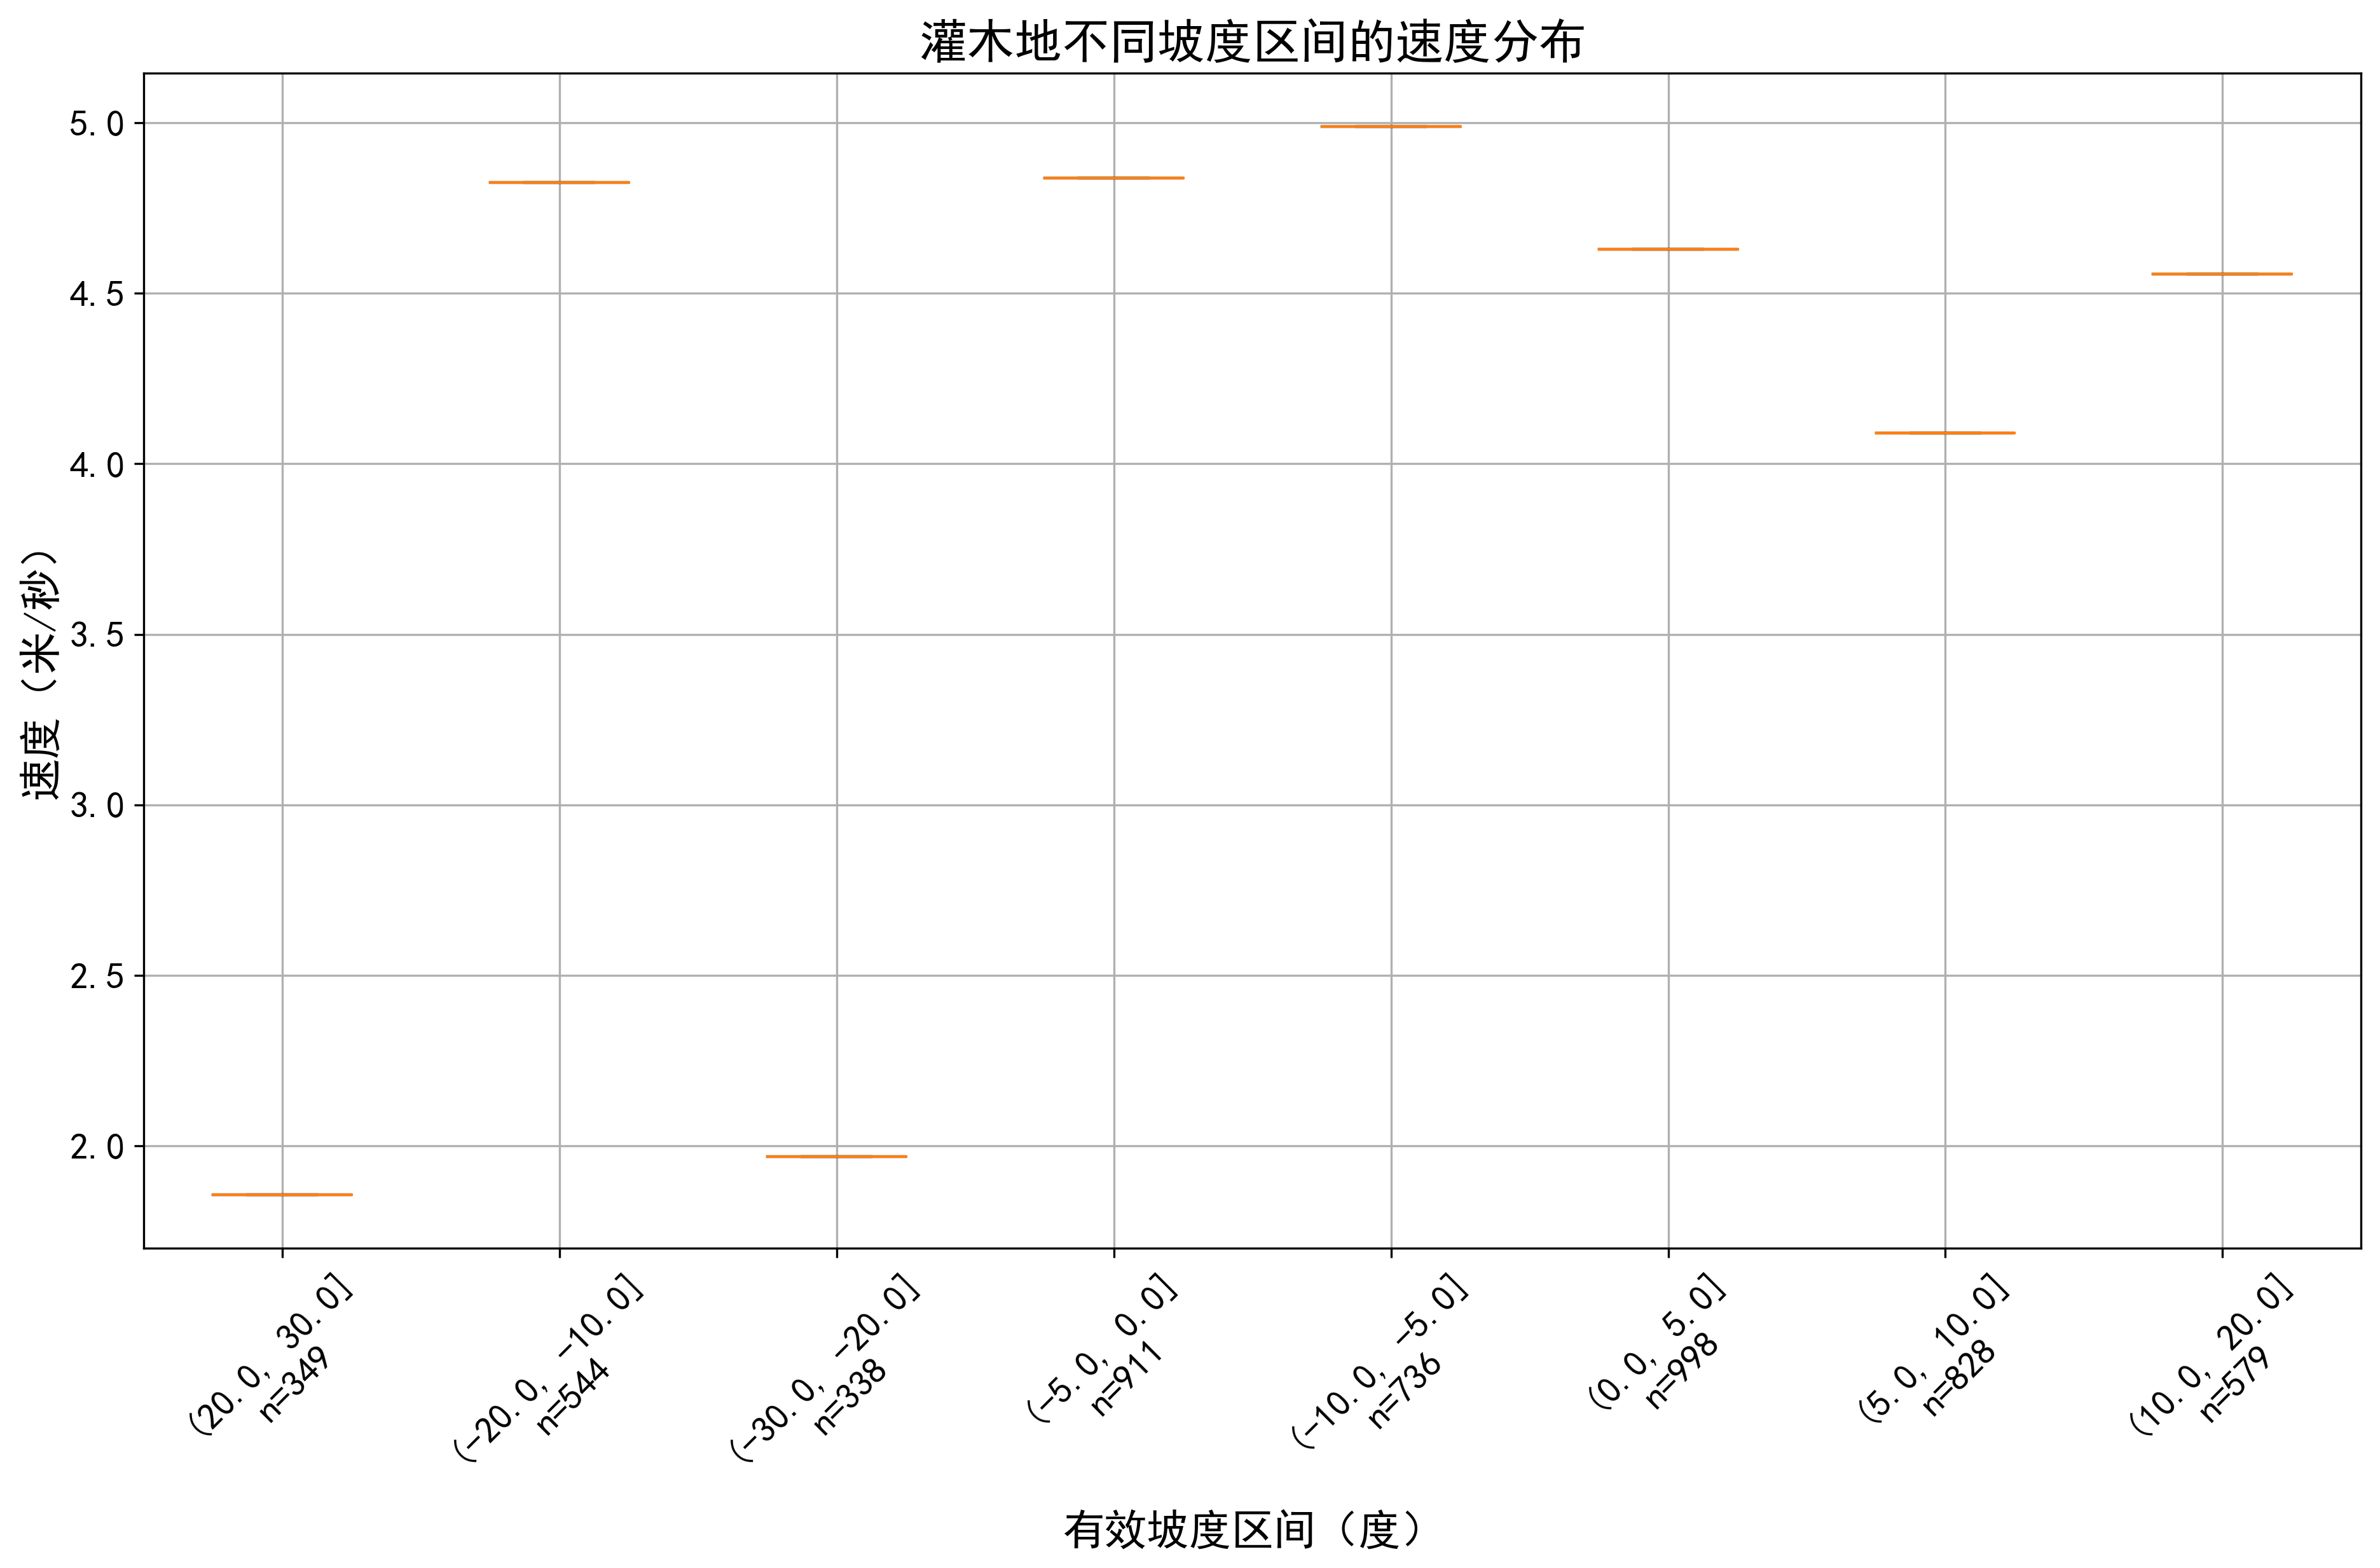 灌木地不同坡度区间的速度分布
速度（米/秒）
5.0
4.5
4.0
3.5
3.0
2.5
2.0
(20.0, 30.0]
n=349
(-20.0, -10.0]
n=544
(-30.0, -20.0]
n=338
(-5.0, 0.0]
n=911
(-10.0, -5.0]
n=736
(0.0, 5.0]
n=998
(5.0, 10.0]
n=828
(10.0, 20.0]
n=579
有效坡度区间（度）